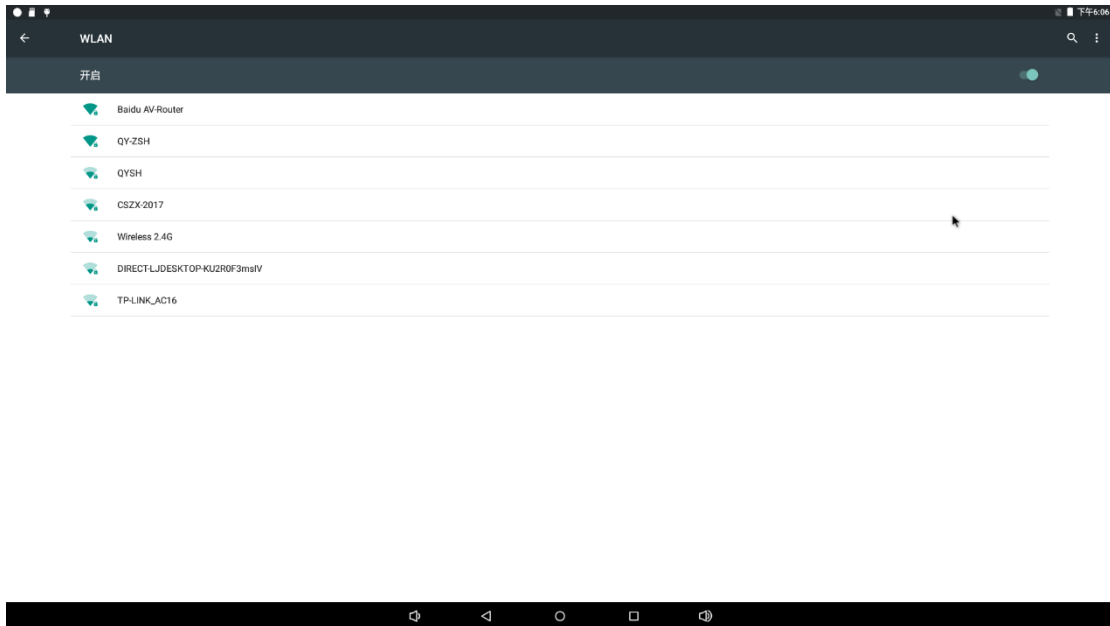 下午6:06
WLAN
开启
Baidu AV-Router
QY-ZSH
QYSH
CSZX-2017
Wireless 2.4G
DIRECT-LJDESKTOP-KU2R0F3msIV
TP-LINK_AC16